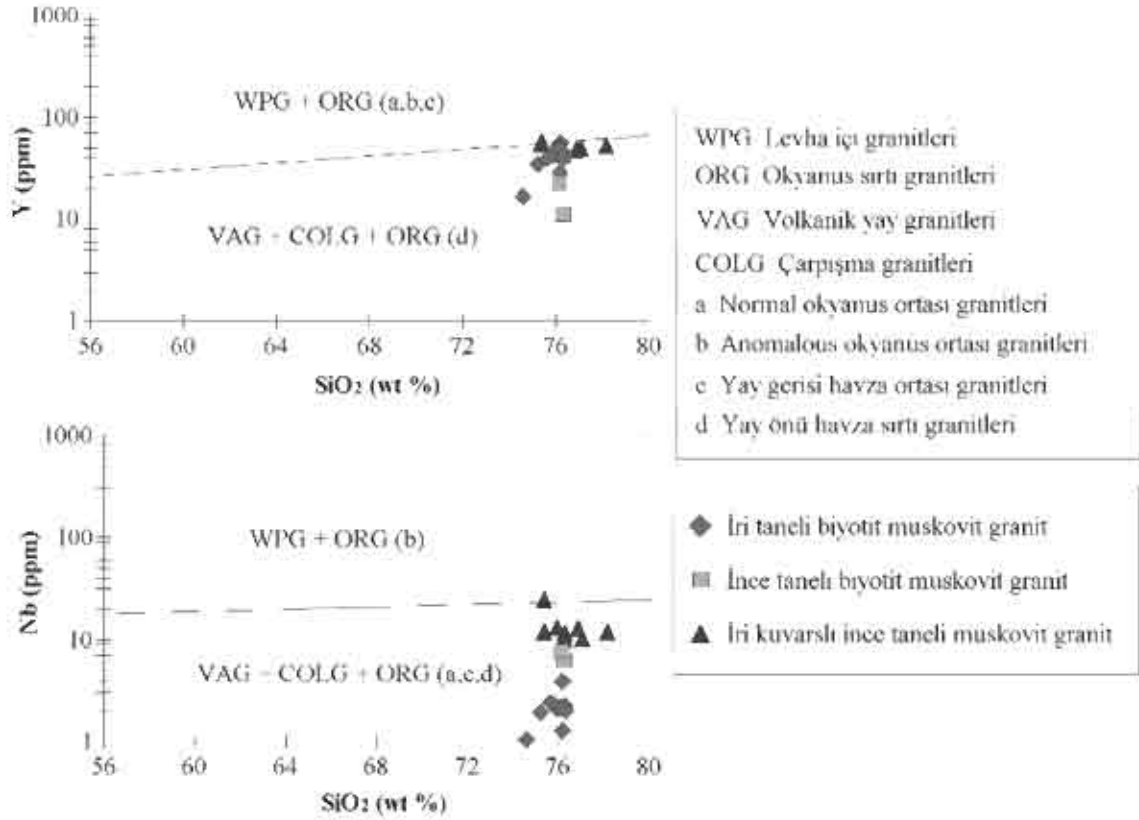 1000
100
10
1
Y (ppm)
WPG + ORG (a,b,c)
VAG - COLG + ORG (d)
56 60 64 68 72 76 80
SiO₂ (wt %)
WPG Levha içi granitleri
ORG Okyanus sırtı granitleri
VAG Volkanik yay granitleri
COLG Çarpışma granitleri
a Normal okyanus ortası granitleri
b Anomalous okyanus ortası granitleri
c Yay gerisi havza ortası granitleri
d Yay önü havza sırtı granitleri
1000
100
10
1
Nb (ppm)
WPG + ORG (b)
VAG - COLG + ORG (a,c,d)
56 60 64 68 72 76 80
SiO₂ (wt %)
İri taneli biyotit muskovit granit
İnce taneli biyotit muskovit granit
İri kuvarslı ince taneli muskovit granit